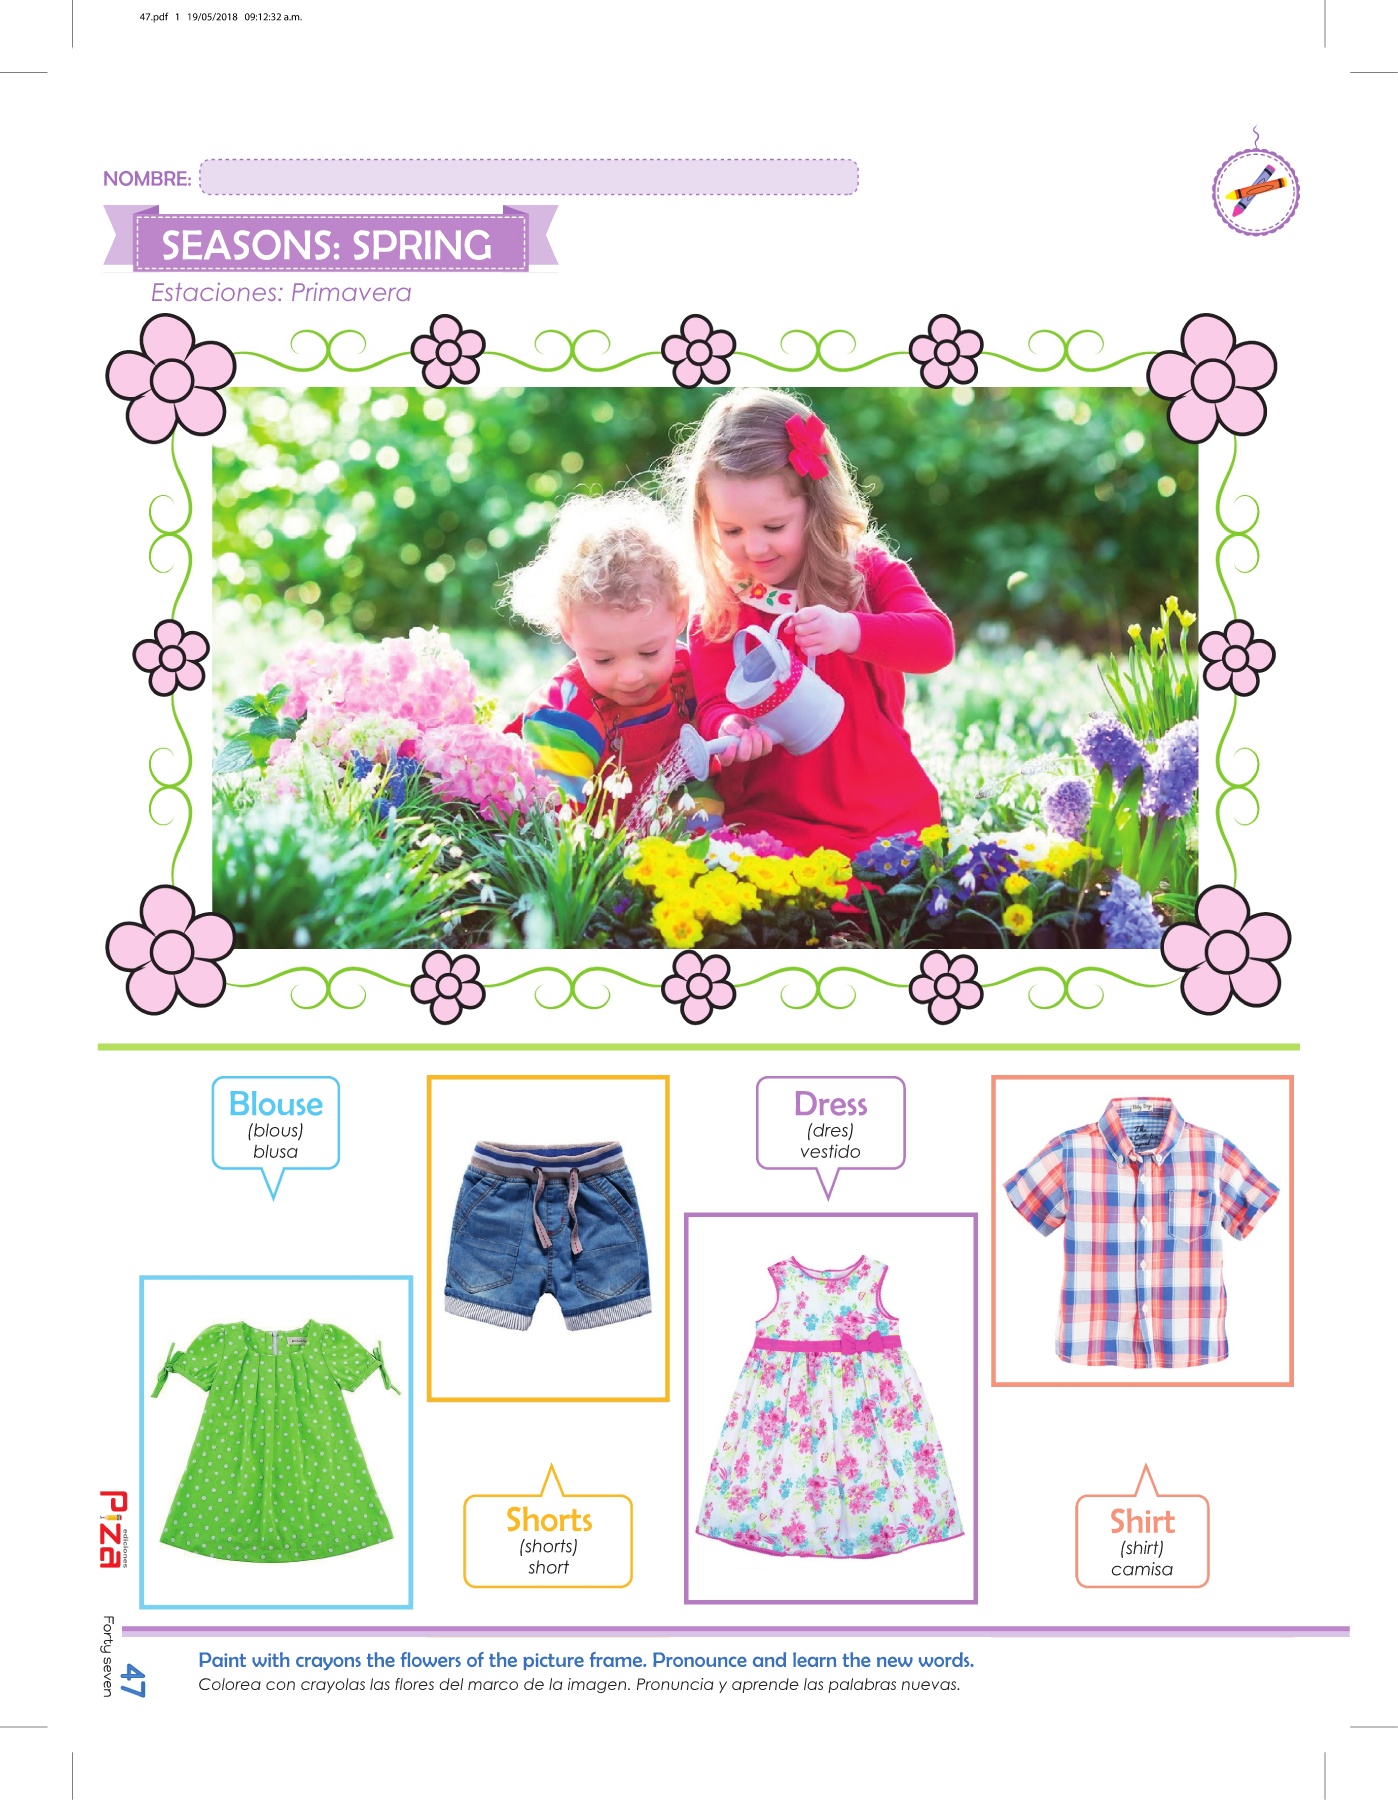 47.pdf 1 19/05/2018 09:12:32 a.m.
NOMBRE:
SEASONS: SPRING
Estaciones: Primavera
Blouse
(blous)
blusa
Dress
(dres)
vestido
Shorts
(shorts)
short
Shirt
(shirt)
camisa
Piza
ediciones
Forty seven
47
Paint with crayons the flowers of the picture frame. Pronounce and learn the new words.
Colorea con crayolas las flores del marco de la imagen. Pronuncia y aprende las palabras nuevas.